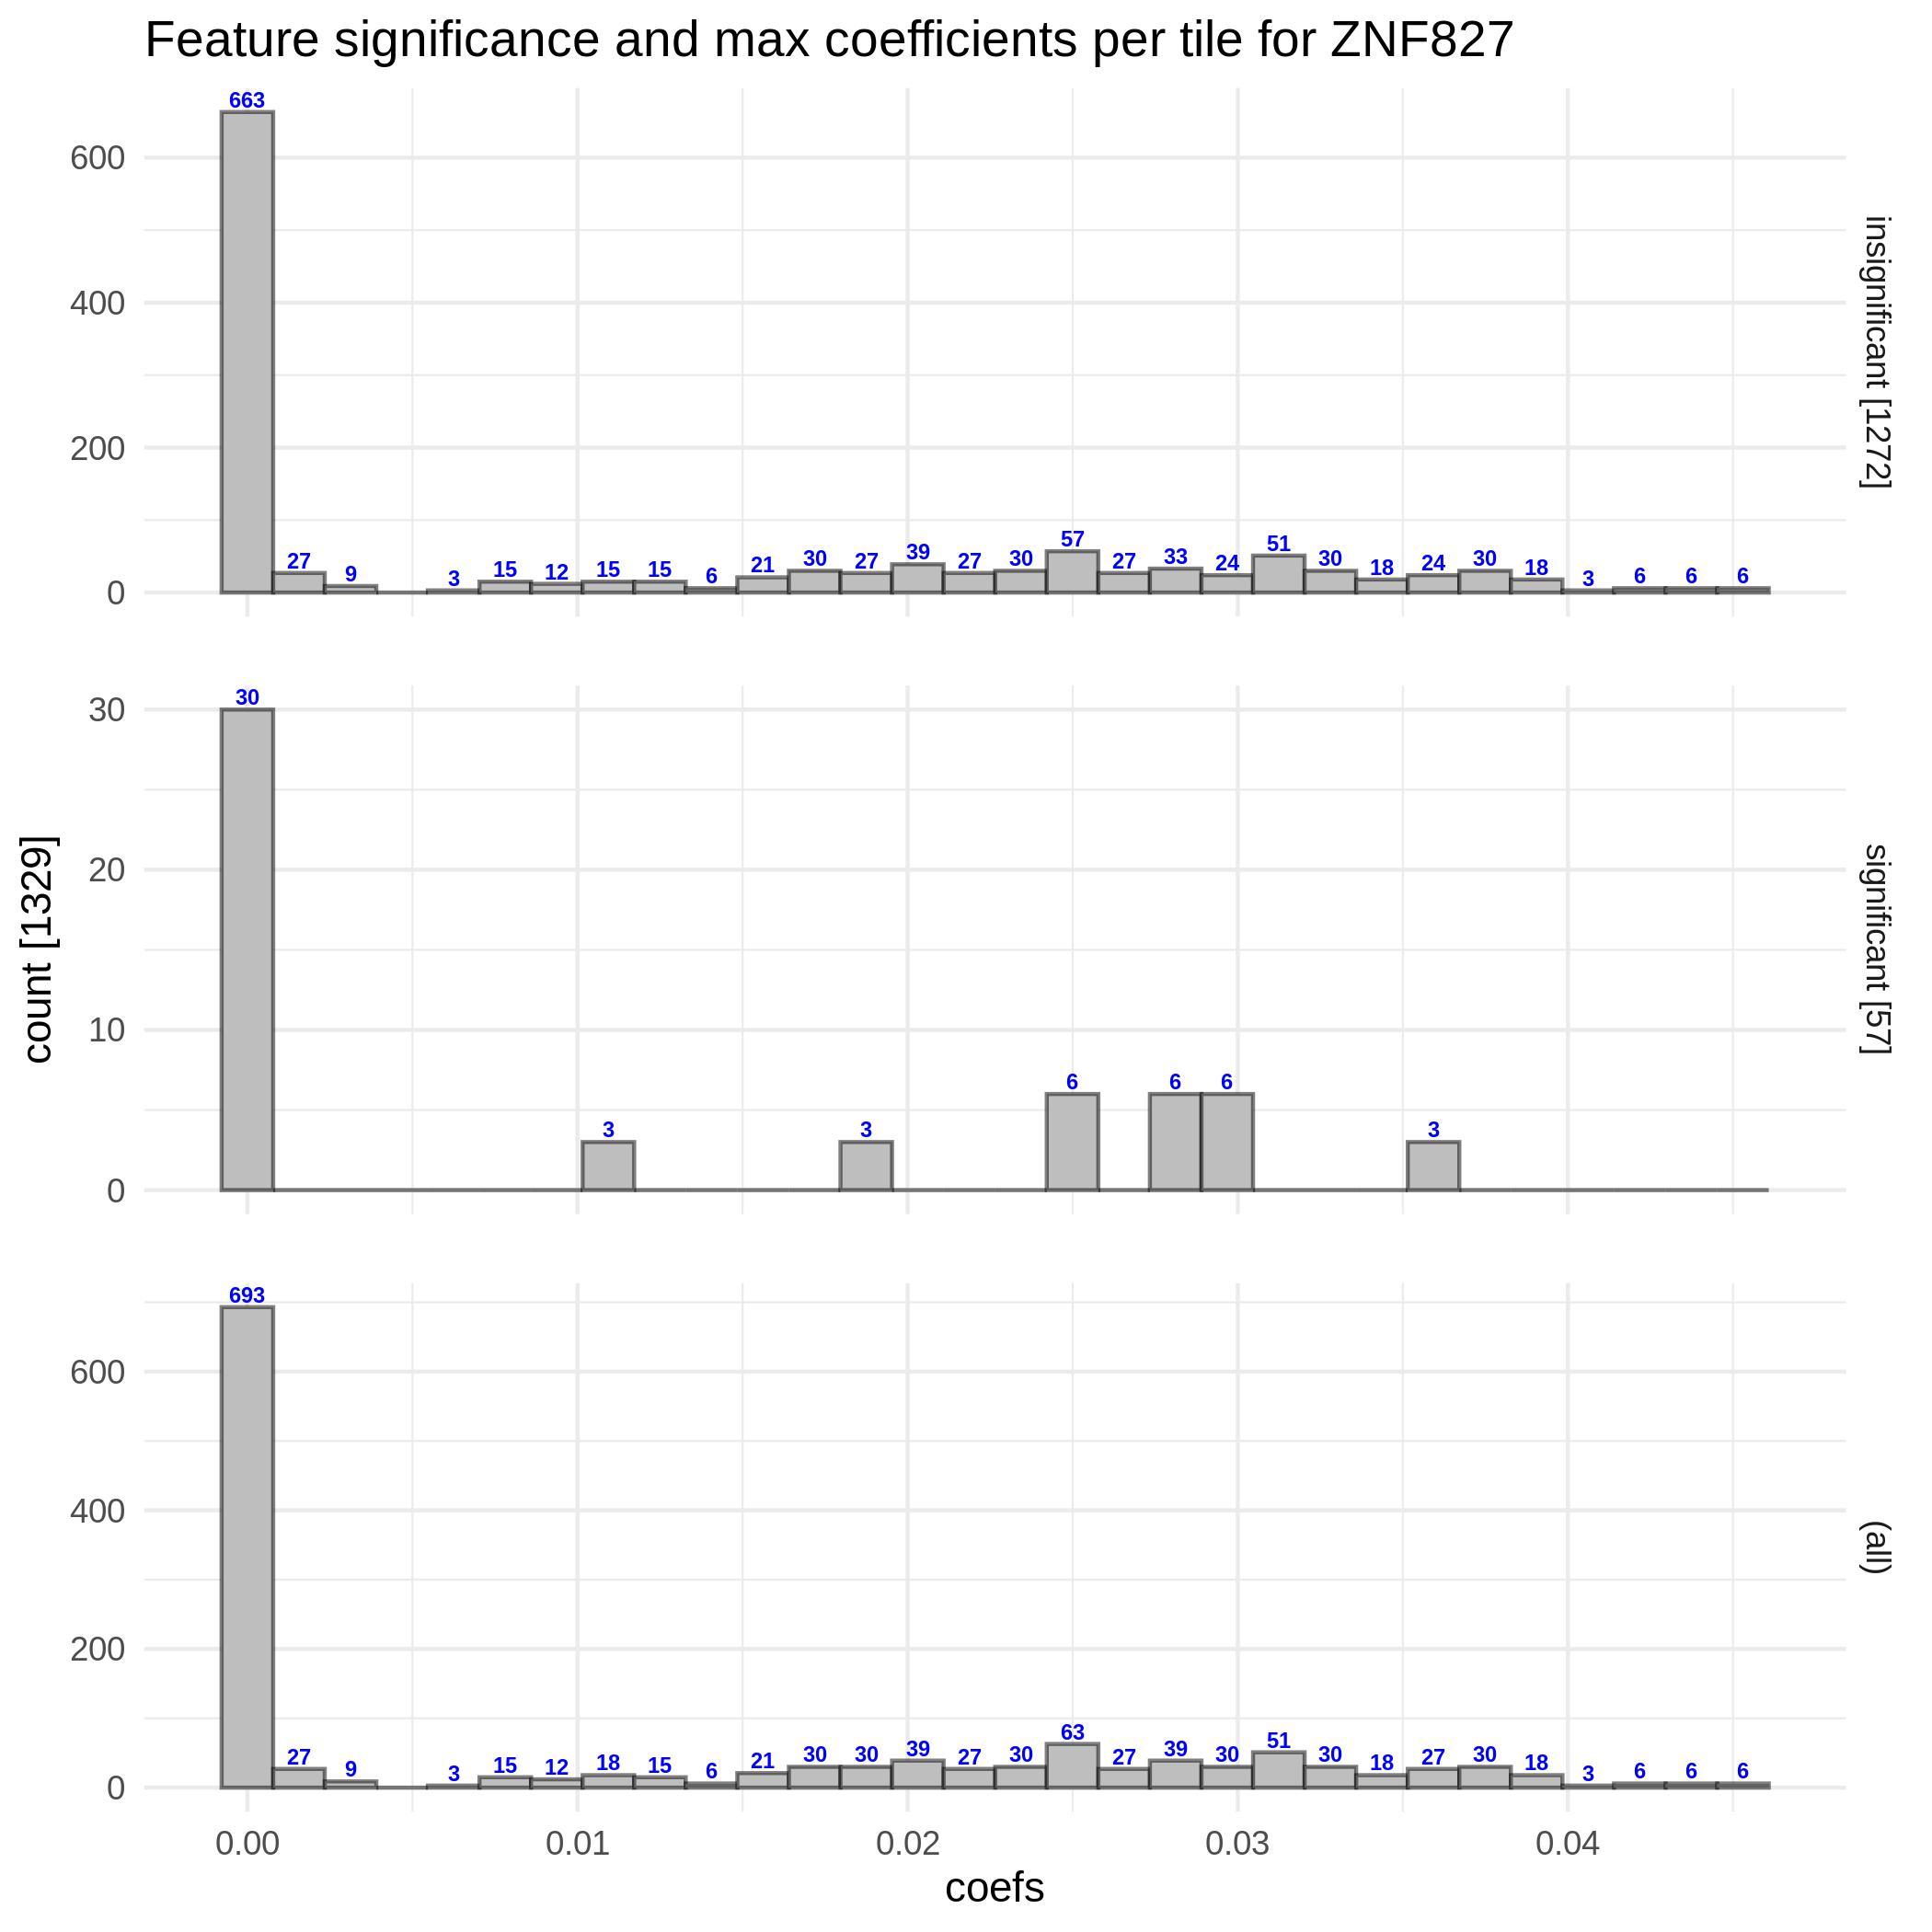 Feature significance and max coefficients per tile for ZNF827
663
600
400
200
0
27 9 3 15 12 15 15 6 21 30 27 39 27 30 57 27 33 24 51 30 18 24 30 18 3 6 6 6
insignificant [1272]
count [1329]
30
30
20
10
0
3 3 6 6 6 3
significant [57]
693
600
400
200
0
27 9 3 15 12 18 15 6 21 30 30 39 27 30 63 27 39 30 51 30 18 27 30 18 3 6 6 6
(all)
0.00 0.01 0.02 0.03 0.04
coefs